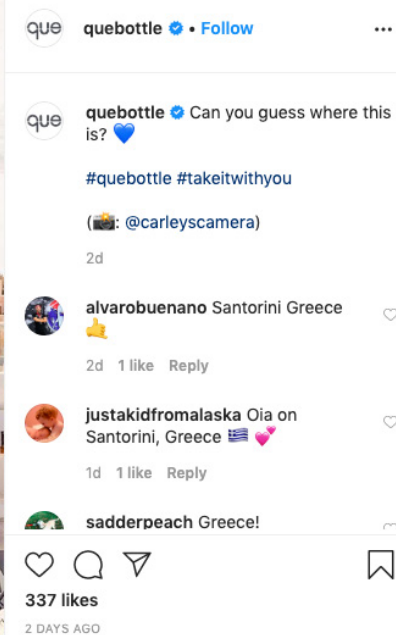 que quebottle • Follow
que quebottle Can you guess where this
is? 💙
#quebottle #takeitwithyou
(📸: @carleyscamera)
2d
alvarobuenano Santorini Greece
🤙
2d 1 like Reply
justakidfromalaska Oia on
Santorini, Greece 🇬🇷 💕
1d 1 like Reply
sadderpeach Greece!
337 likes
2 DAYS AGO